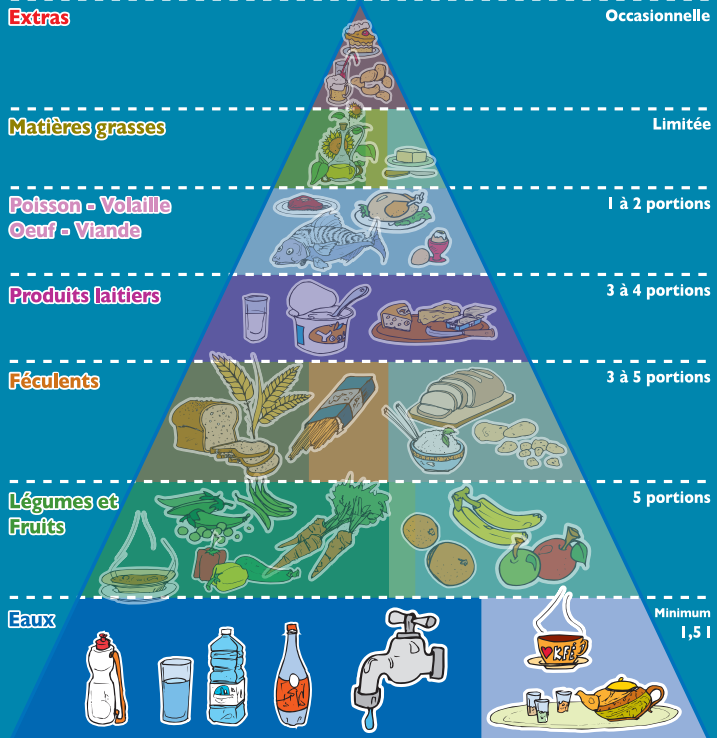 Extras
Occasionnelle
Matières grasses
Limitée
Poisson - Volaille
Oeuf - Viande
1 à 2 portions
Produits laitiers
3 à 4 portions
Féculents
3 à 5 portions
Légumes et
Fruits
5 portions
Eaux
Minimum
1,5 l
KFÉ